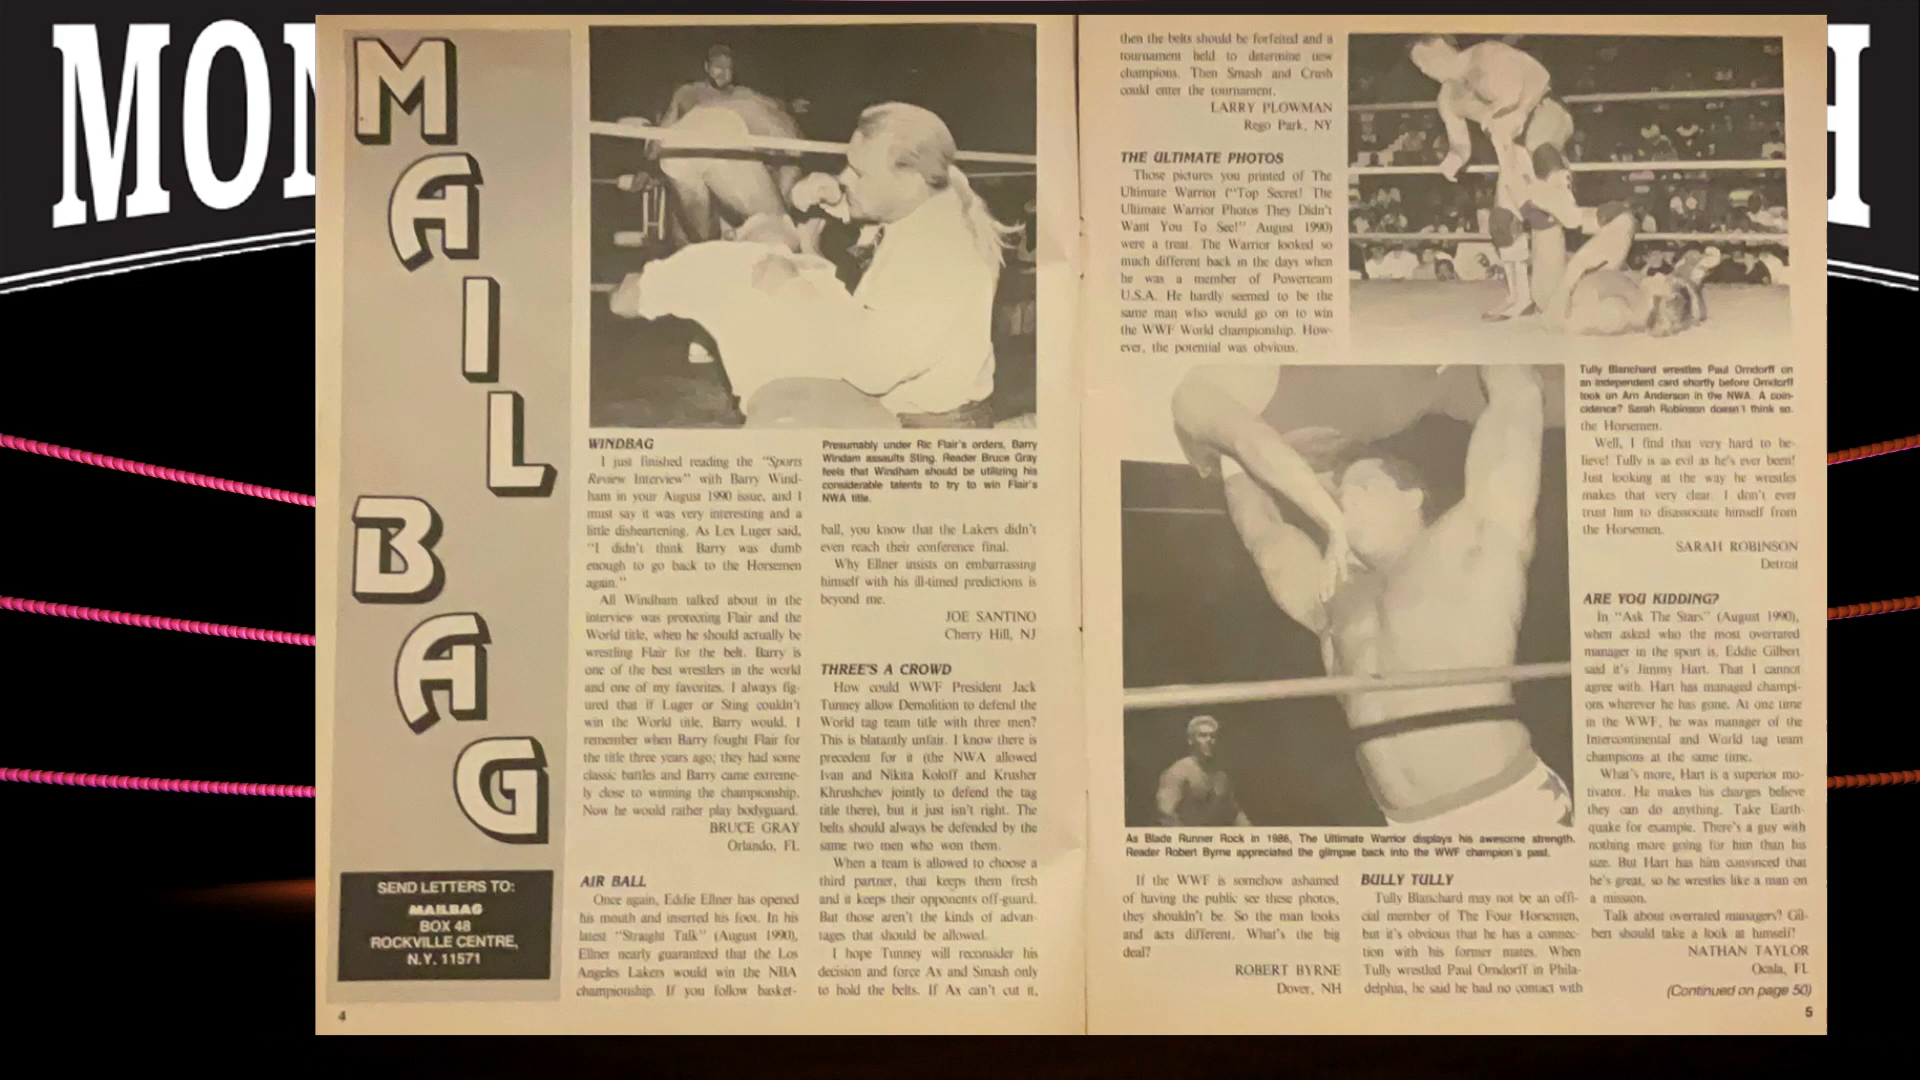 MON
H
MAIL
BAG
SEND LETTERS TO:
MAILBAG
BOX 48
ROCKVILLE CENTRE,
N.Y. 11571
4
WINDBAG
I just finished reading the "Sports
Review Interview" with Barry Wind-
ham in your August 1990 issue, and I
must say it was very interesting and a
little disheartening. As Lex Luger said,
"I didn't think Barry was dumb
enough to go back to the Horsemen
again."
All Windham talked about in the
interview was protecting Flair and the
World title, when he should actually be
wrestling Flair for the belt. Barry is
one of the best wrestlers in the world
and one of my favorites. I always fig-
ured that if Luger or Sting couldn't
win the World title, Barry would. I
remember when Barry fought Flair for
the title three years ago; they had some
classic battles and Barry came extreme-
ly close to winning the championship.
Now he would rather play bodyguard.
BRUCE GRAY
Orlando, FL
AIR BALL
Once again, Eddie Ellner has opened
his mouth and inserted his foot. In his
latest "Straight Talk" (August 1990),
Ellner nearly guaranteed that the Los
Angeles Lakers would win the NBA
championship. If you follow basket-
Presumably under Ric Flair's orders, Barry
Windam assaults Sting. Reader Bruce Gray
feels that Windham should be utilizing his
considerable talents to try to win Flair's
NWA title.
ball, you know that the Lakers didn't
even reach their conference final.
Why Ellner insists on embarrassing
himself with his ill-timed predictions is
beyond me.
JOE SANTINO
Cherry Hill, NJ
THREE'S A CROWD
How could WWF President Jack
Tunney allow Demolition to defend the
World tag team title with three men?
This is blatantly unfair. I know there is
precedent for it (the NWA allowed
Ivan and Nikita Koloff and Krusher
Khrushchev jointly to defend the tag
title there), but it just isn't right. The
belts should always be defended by the
same two men who won them.
When a team is allowed to choose a
third partner, that keeps them fresh
and it keeps their opponents off-guard.
But those aren't the kinds of advan-
tages that should be allowed.
I hope Tunney will reconsider his
decision and force Ax and Smash only
to hold the belts. If Ax can't cut it,
then the belts should be forfeited and a
tournament held to determine new
champions. Then Smash and Crush
could enter the tournament.
LARRY PLOWMAN
Rego Park, NY
THE ULTIMATE PHOTOS
Those pictures you printed of The
Ultimate Warrior ("Top Secret! The
Ultimate Warrior Photos They Didn't
Want You To See!" August 1990)
were a treat. The Warrior looked so
much different back in the days when
he was a member of Powerteam
U.S.A. He hardly seemed to be the
same man who would go on to win
the WWF World championship. How-
ever, the potential was obvious.
As Blade Runner Rock in 1986, The Ultimate Warrior displays his awesome strength.
Reader Robert Byrne appreciated the glimpse back into the WWF champion's past.
If the WWF is somehow ashamed
of having the public see these photos,
they shouldn't be. So the man looks
and acts different. What's the big
deal?
ROBERT BYRNE
Dover, NH
BULLY TULLY
Tully Blanchard may not be an offi-
cial member of The Four Horsemen,
but it's obvious that he has a connec-
tion with his former mates. When
Tully wrestled Paul Orndorff in Phila-
delphia, he said he had no contact with
Tully Blanchard wrestles Paul Orndorff on
an independent card shortly before Orndorff
took on Arn Anderson in the NWA. A coin-
cidence? Sarah Robinson doesn't think so.
the Horsemen.
Well, I find that very hard to be-
lieve! Tully is as evil as he's ever been!
Just looking at the way he wrestles
makes that very clear. I don't ever
trust him to disassociate himself from
the Horsemen.
SARAH ROBINSON
Detroit
ARE YOU KIDDING?
In "Ask The Stars" (August 1990),
when asked who the most overrated
manager in the sport is, Eddie Gilbert
said it's Jimmy Hart. That I cannot
agree with. Hart has managed champi-
ons wherever he has gone. At one time
in the WWF, he was manager of the
Intercontinental and World tag team
champions at the same time.
What's more, Hart is a superior mo-
tivator. He makes his charges believe
they can do anything. Take Earth-
quake for example. There's a guy with
nothing more going for him than his
size. But Hart has him convinced that
he's great, so he wrestles like a man on
a mission.
Talk about overrated managers? Gil-
bert should take a look at himself!
NATHAN TAYLOR
Ocala, FL
(Continued on page 50)
5